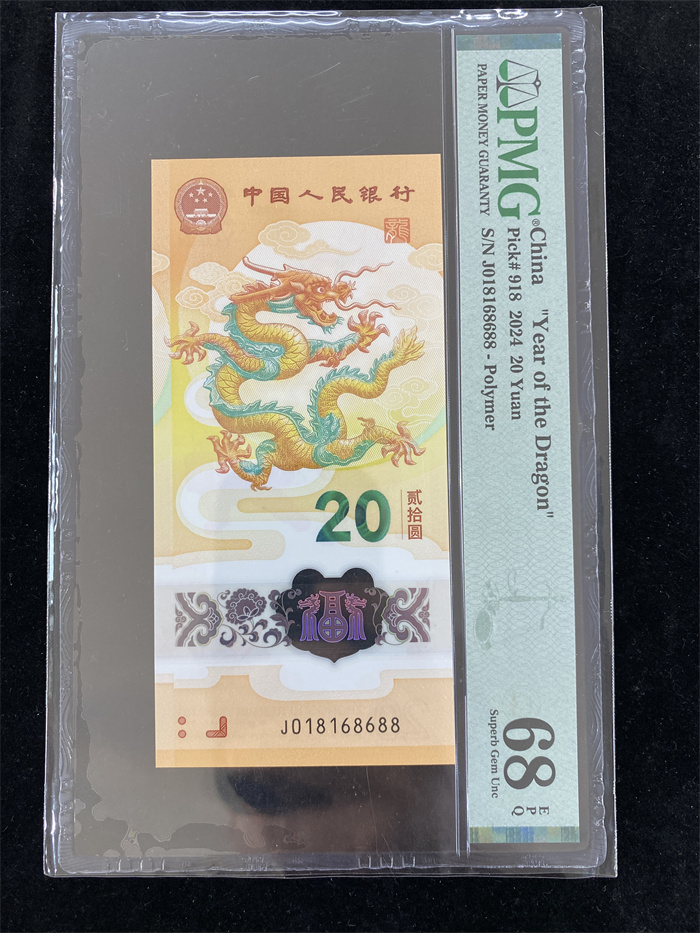 中国人民银行
龍
20
贰拾圆
J018168688
PMG®
PAPER MONEY GUARANTY
China "Year of the Dragon"
Pick# 918 2024 20 Yuan
S/N J018168688 - Polymer
68 EPQ
Superb Gem Unc